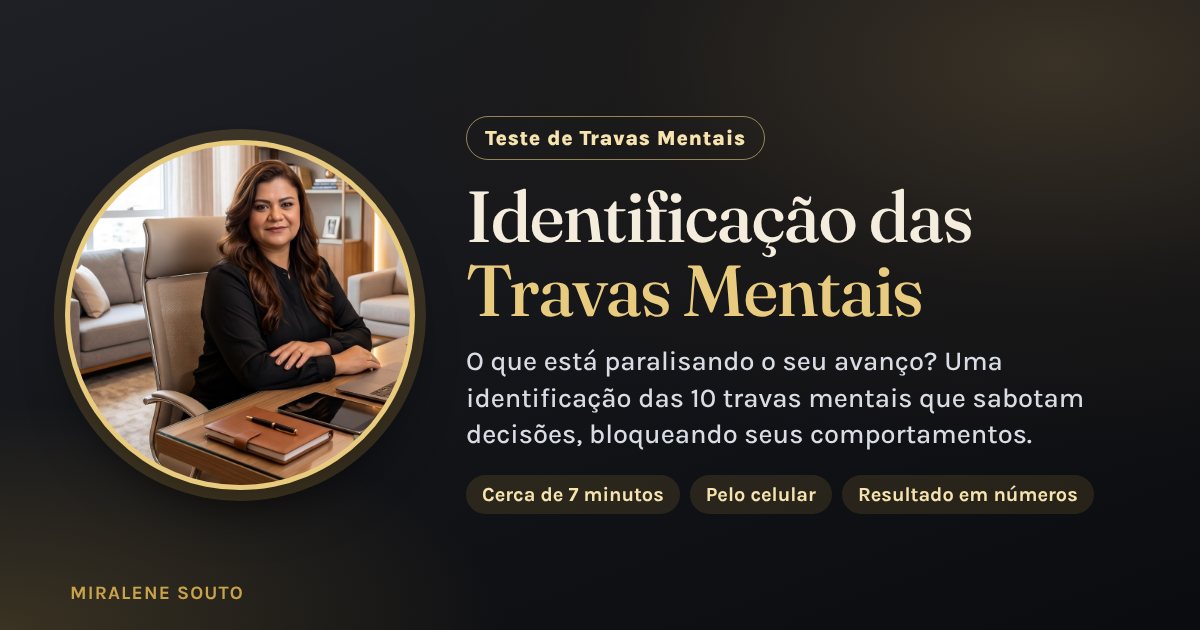 Teste de Travas Mentais
Identificação das
Travas Mentais
O que está paralisando o seu avanço? Uma
identificação das 10 travas mentais que sabotam
decisões, bloqueando seus comportamentos.
Cerca de 7 minutos
Pelo celular
Resultado em números
MIRALENE SOUTO